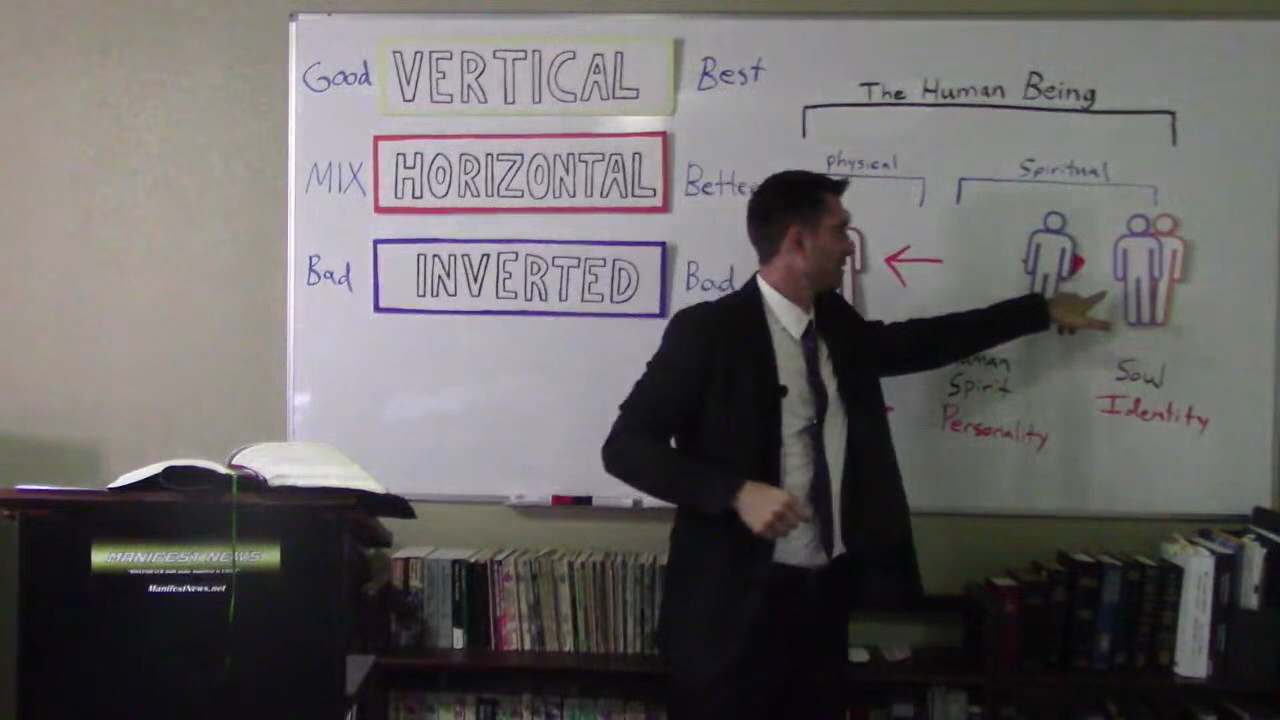 Good VERTICAL Best
MIX HORIZONTAL Bette
Bad INVERTED Bad
The Human Being
physical
Spiritual
uman
Spirit
Personality
Soul
Identity
MANIFEST NEWS
ManifestNews.net